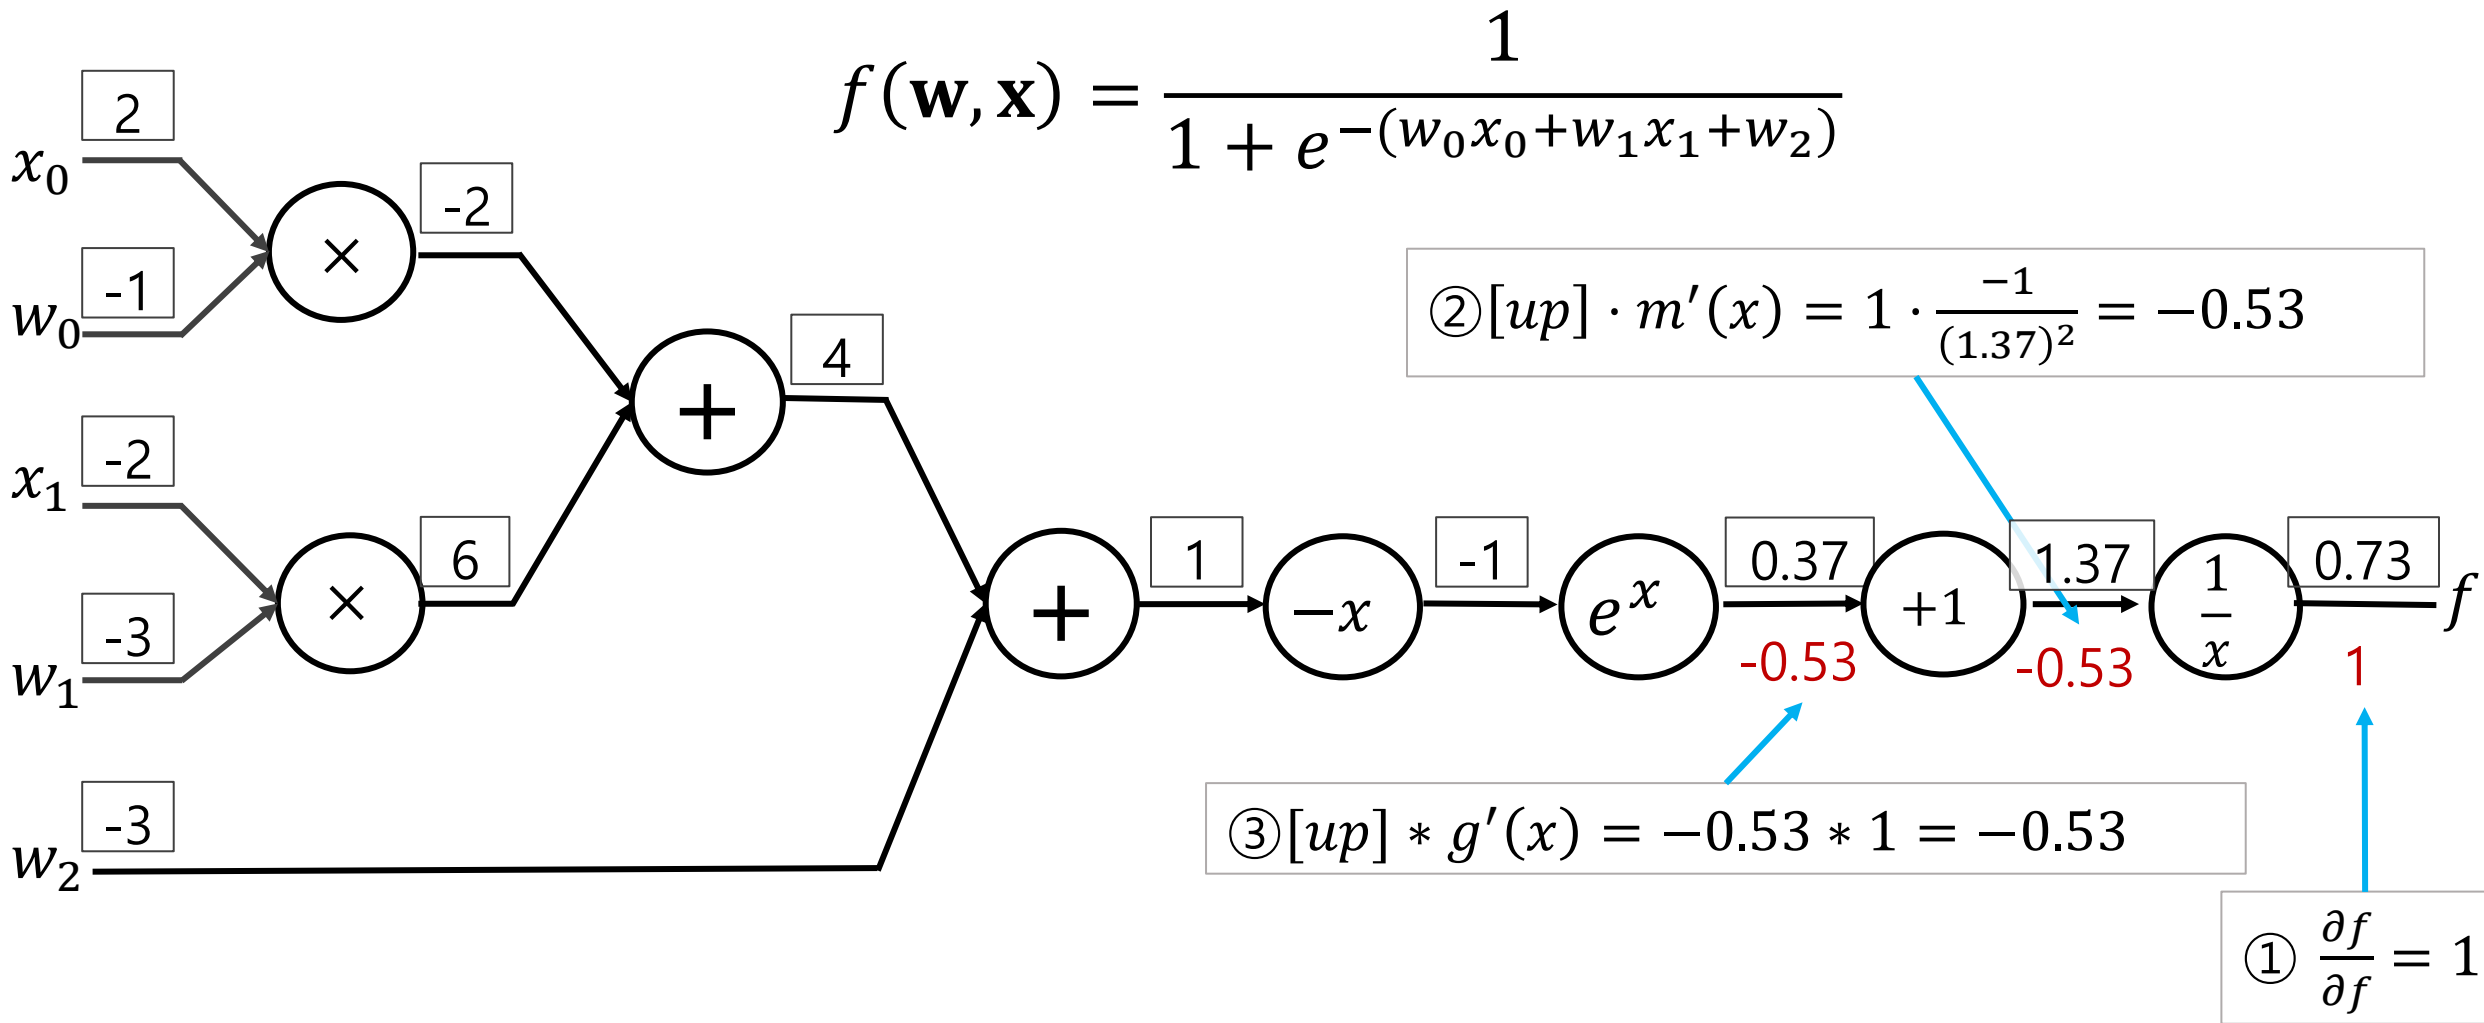 f(w, x) = 1 / (1 + e^−(w₀x₀+w₁x₁+w₂))
2
x₀
-2
-1
w₀
×
②[up] · m′(x) = 1 · −1/(1.37)² = −0.53
4
+
-2
x₁
6
-3
w₁
×
1
-1
0.37
1.37
0.73
+
−x
eˣ
+1
1/x
f
-0.53
-0.53
1
-3
w₂
③[up] ∗ g′(x) = −0.53 ∗ 1 = −0.53
① ∂f/∂f = 1